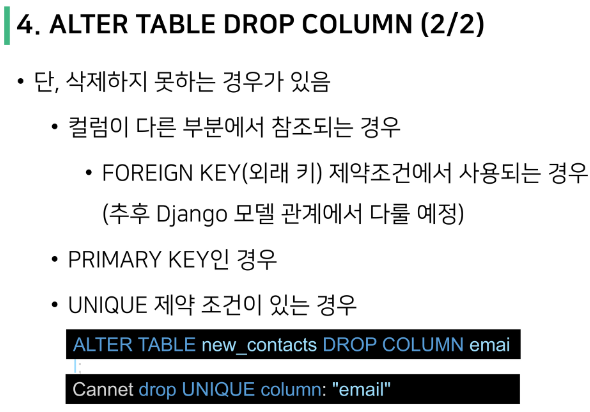 4. ALTER TABLE DROP COLUMN (2/2)
• 단, 삭제하지 못하는 경우가 있음
• 컬럼이 다른 부분에서 참조되는 경우
• FOREIGN KEY(외래 키) 제약조건에서 사용되는 경우
(추후 Django 모델 관계에서 다룰 예정)
• PRIMARY KEY인 경우
• UNIQUE 제약 조건이 있는 경우
ALTER TABLE new_contacts DROP COLUMN emai
l;
Cannet drop UNIQUE column: "email"